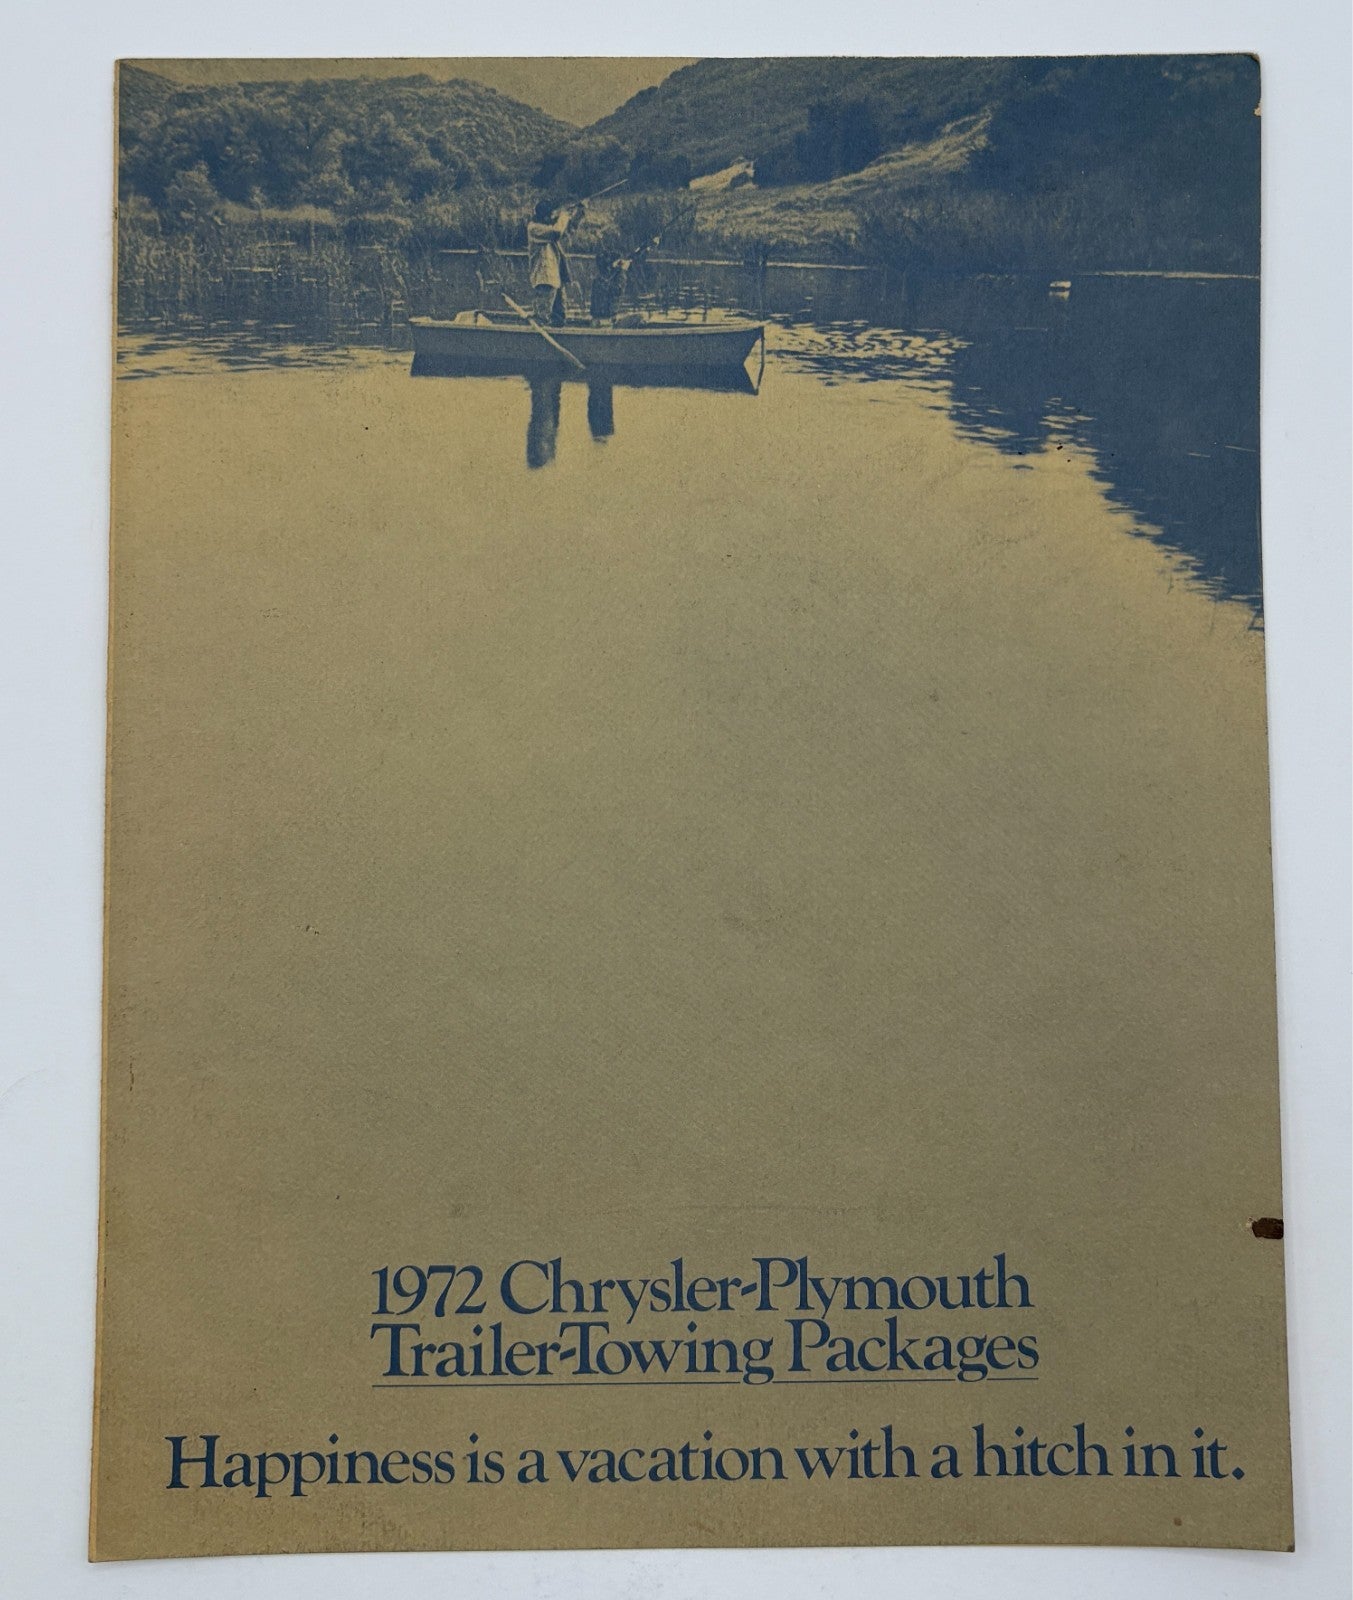 1972 Chrysler-Plymouth
Trailer-Towing Packages
Happiness is a vacation with a hitch in it.